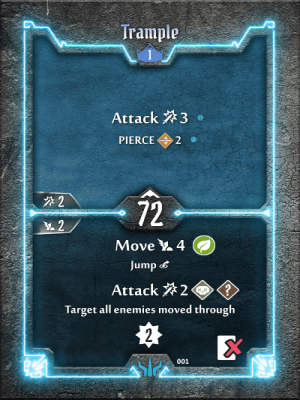 Trample
1
Attack 3
PIERCE 2
2
72
2
Move 4
Jump
Attack 2 ?
Target all enemies moved through
2
001